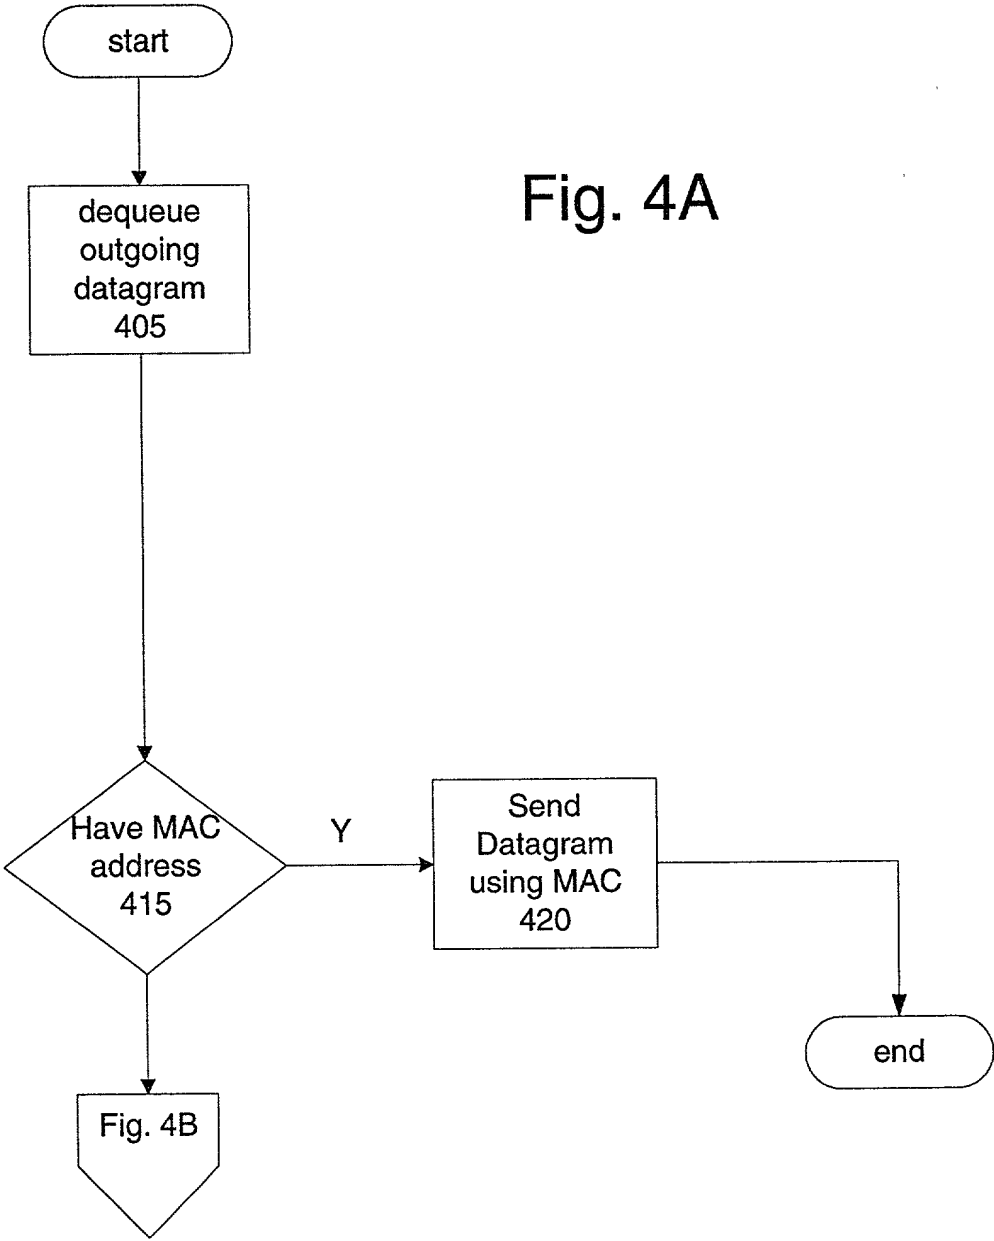 start
Fig. 4A
dequeue
outgoing
datagram
405
Have MAC
address
415
Y
Send
Datagram
using MAC
420
end
Fig. 4B